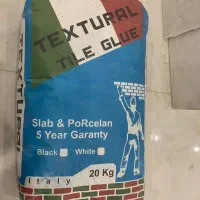 TEXTURAL
TILE GLUE
TEXTURAL
Slab & PoRcelan
5 Year Garanty
Black
White
20 Kg
italy